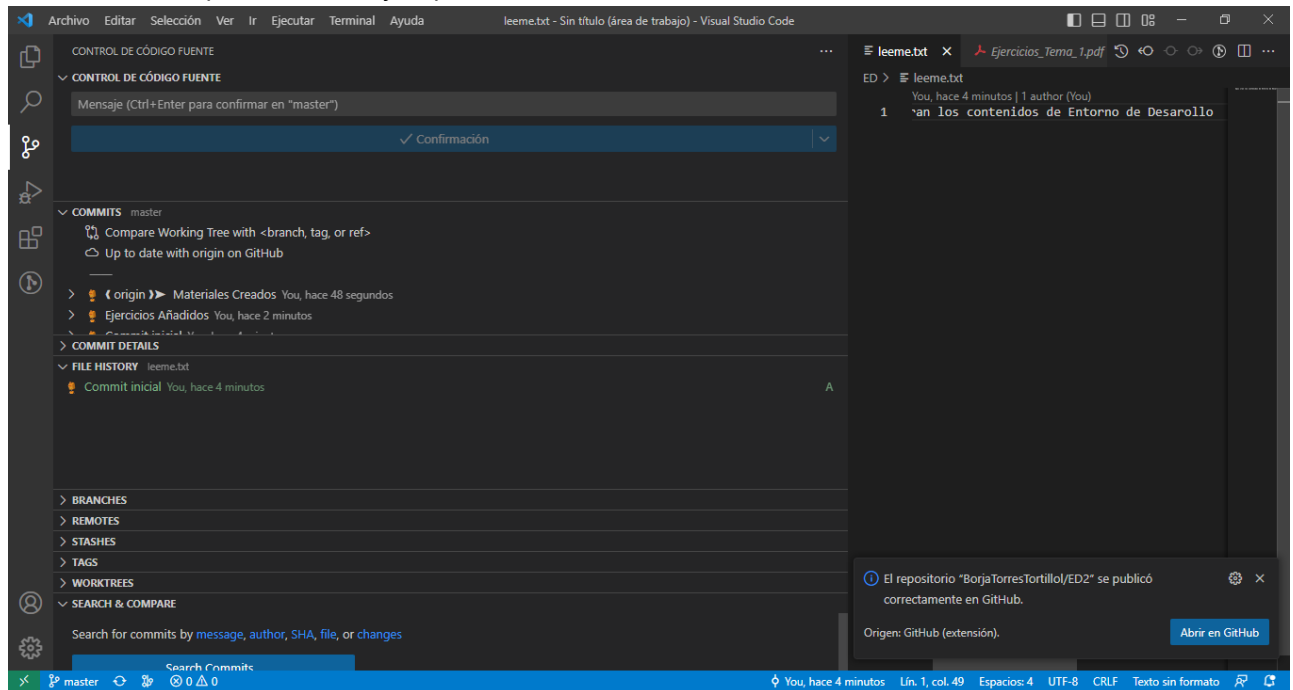 Archivo Editar Selección Ver Ir Ejecutar Terminal Ayuda leeme.txt - Sin título (área de trabajo) - Visual Studio Code
CONTROL DE CÓDIGO FUENTE
CONTROL DE CÓDIGO FUENTE
Mensaje (Ctrl+Enter para confirmar en "master")
Confirmación
COMMITS master
Compare Working Tree with <branch, tag, or ref>
Up to date with origin on GitHub
origin Materiales Creados You, hace 48 segundos
Ejercicios Añadidos You, hace 2 minutos
COMMIT DETAILS
FILE HISTORY leeme.txt
Commit inicial You, hace 4 minutos A
BRANCHES
REMOTES
STASHES
TAGS
WORKTREES
SEARCH & COMPARE
Search for commits by message, author, SHA, file, or changes
Search Commits
leeme.txt Ejercicios_Tema_1.pdf
ED > leeme.txt
You, hace 4 minutos | 1 author (You)
1 an los contenidos de Entorno de Desarollo
El repositorio "BorjaTorresTortillol/ED2" se publicó
correctamente en GitHub.
Origen: GitHub (extensión). Abrir en GitHub
master 0 0 You, hace 4 minutos Lín. 1, col. 49 Espacios: 4 UTF-8 CRLF Texto sin formato